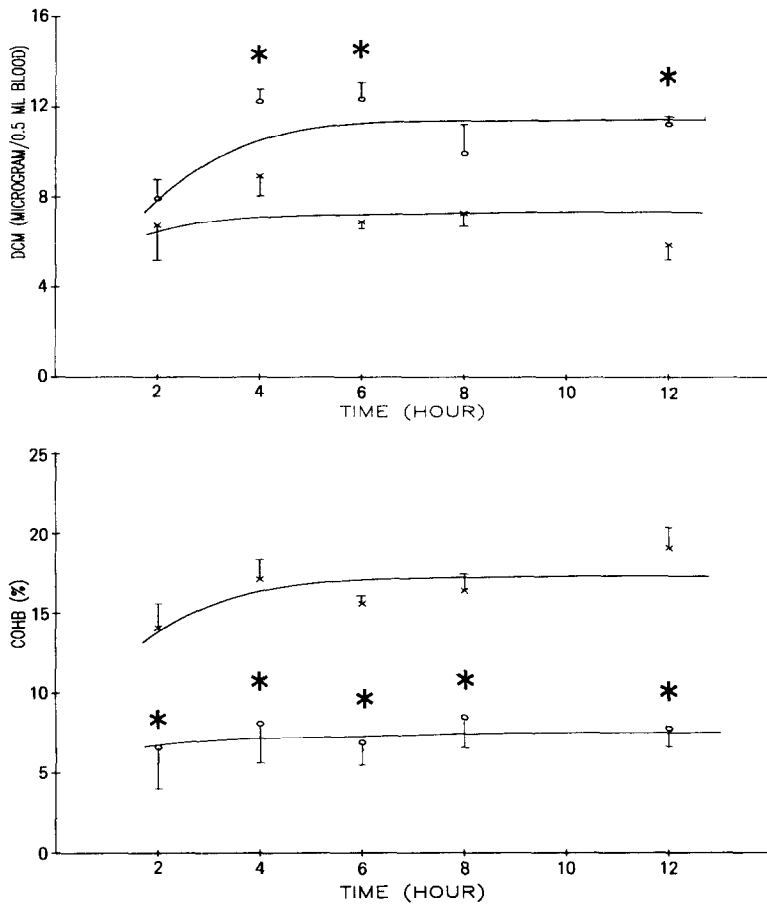 16
12
8
4
0
DCM (MICROGRAM/0.5 ML BLOOD)
* * *
2 4 6 8 10 12
TIME (HOUR)
25
20
15
10
5
0
COHB (%)
* * * * *
2 4 6 8 10 12
TIME (HOUR)